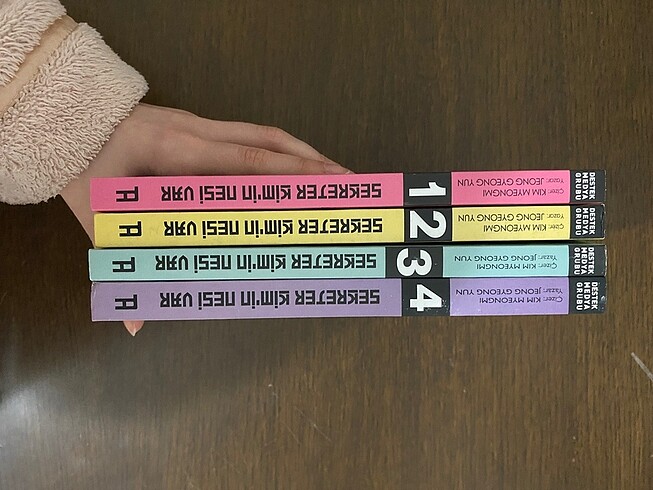 SEKRETER KİM'İN NESİ VAR
1
Çizer: KIM MYEONGMI
Yazar: JEONG GYEONG YUN
DESTEK
MEDYA
GRUBU
SEKRETER KİM'İN NESİ VAR
2
Çizer: KIM MYEONGMI
Yazar: JEONG GYEONG YUN
DESTEK
MEDYA
GRUBU
SEKRETER KİM'İN NESİ VAR
3
Çizer: KIM MYEONGMI
Yazar: JEONG GYEONG YUN
DESTEK
MEDYA
GRUBU
SEKRETER KİM'İN NESİ VAR
4
Çizer: KIM MYEONGMI
Yazar: JEONG GYEONG YUN
DESTEK
MEDYA
GRUBU